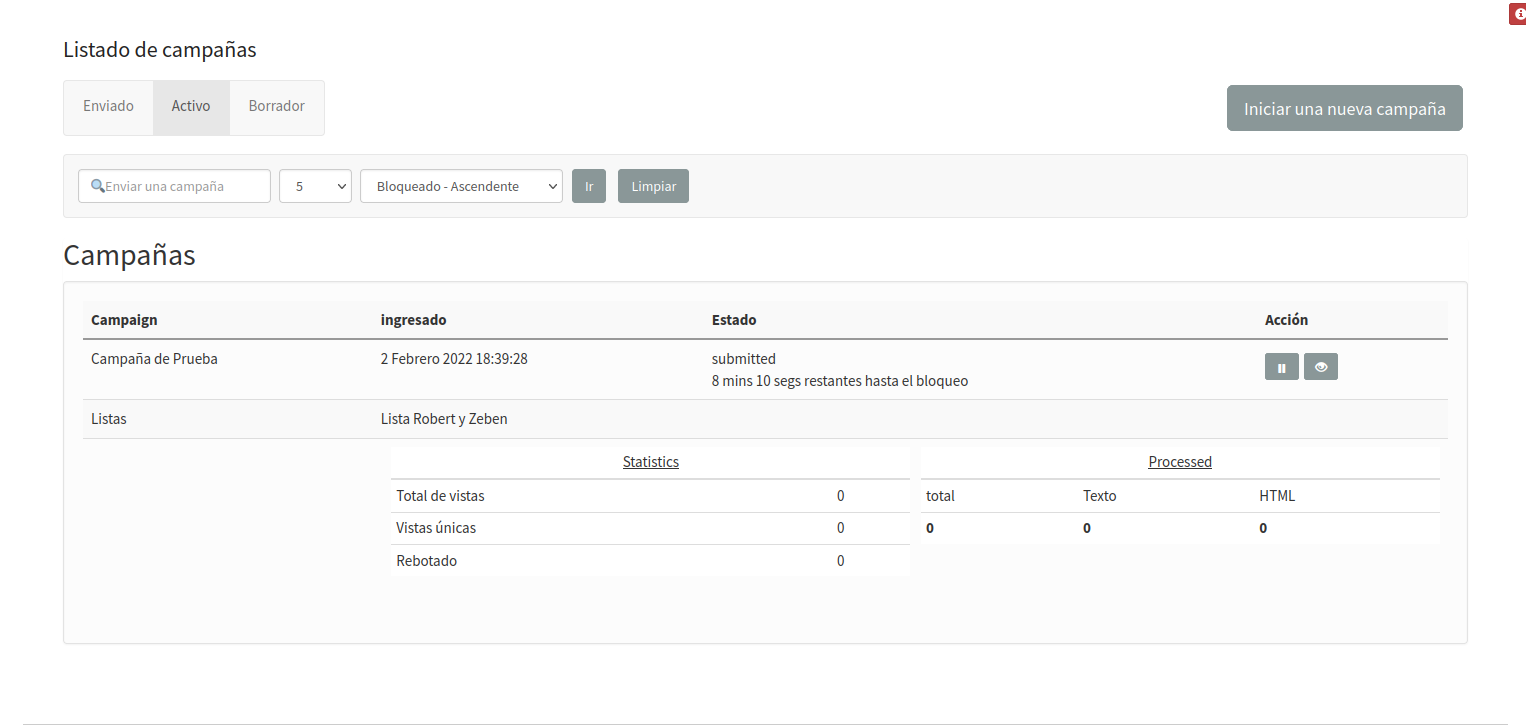 Listado de campañas
Enviado Activo Borrador
Iniciar una nueva campaña
Enviar una campaña 5 Bloqueado - Ascendente Ir Limpiar
Campañas
Campaign ingresado Estado Acción
Campaña de Prueba 2 Febrero 2022 18:39:28 submitted
8 mins 10 segs restantes hasta el bloqueo
Listas Lista Robert y Zeben
Statistics Processed
Total de vistas 0 total Texto HTML
Vistas únicas 0 0 0 0
Rebotado 0